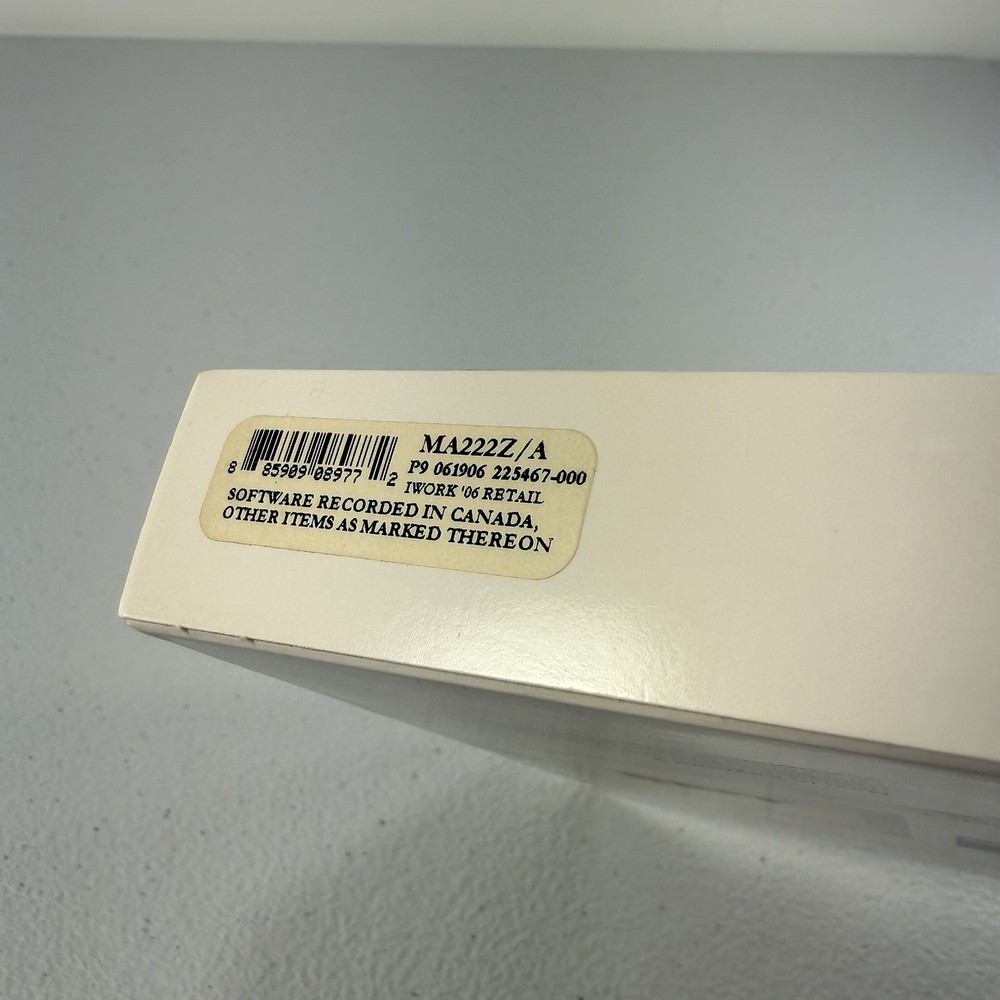 MA222Z/A
P9 061906 225467-000
IWORK '06 RETAIL
8 85909 08977 2
SOFTWARE RECORDED IN CANADA,
OTHER ITEMS AS MARKED THEREON